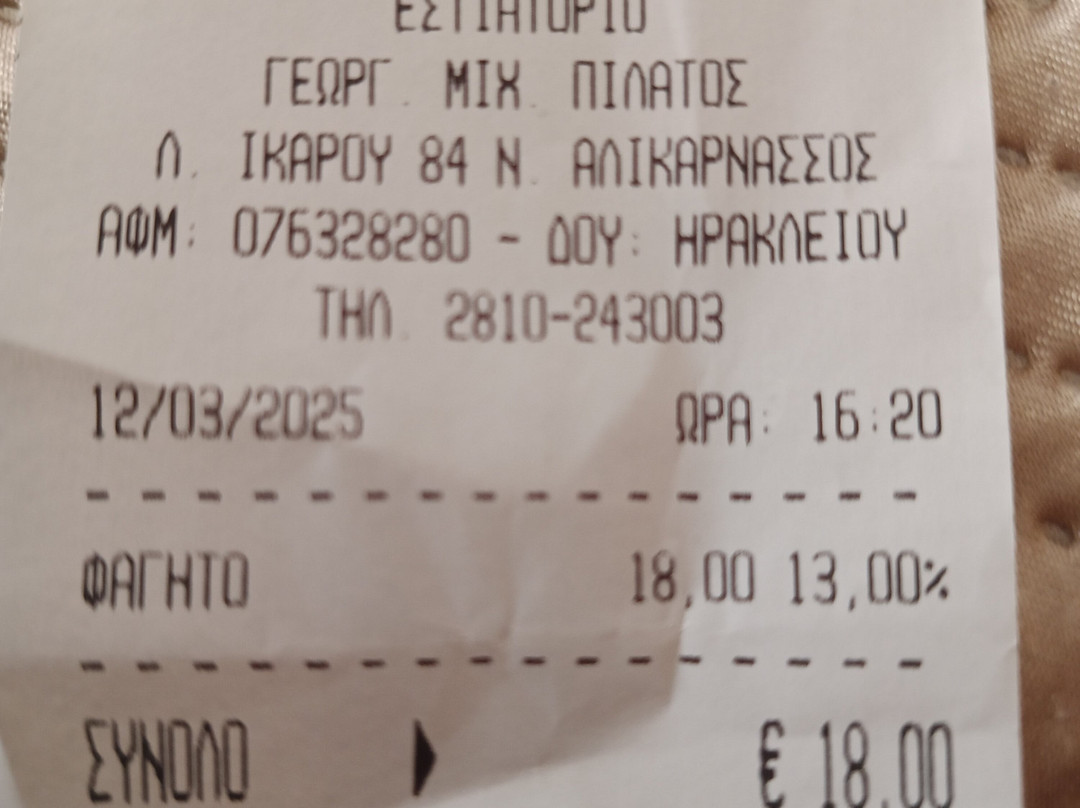 ΕΣΤΙΑΤΟΡΙΟ
ΓΕΩΡΓ. ΜΙΧ. ΠΙΛΑΤΟΣ
Λ. ΙΚΑΡΟΥ 84 Ν. ΑΛΙΚΑΡΝΑΣΣΟΣ
ΑΦΜ: 076328280 - ΔΟΥ: ΗΡΑΚΛΕΙΟΥ
ΤΗΛ. 2810-243003
12/03/2025 ΩΡΑ: 16:20
- - - - - - - - - - - - - - - -
ΦΑΓΗΤΟ 18,00 13,00%
- - - - - - - - - - - - - - - -
ΣΥΝΟΛΟ ▶ € 18,00